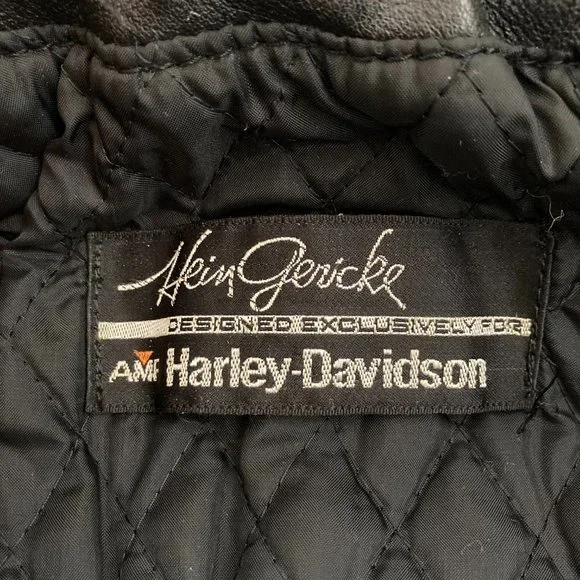 Hein Gericke
DESIGNED EXCLUSIVELY FOR
AMF Harley-Davidson